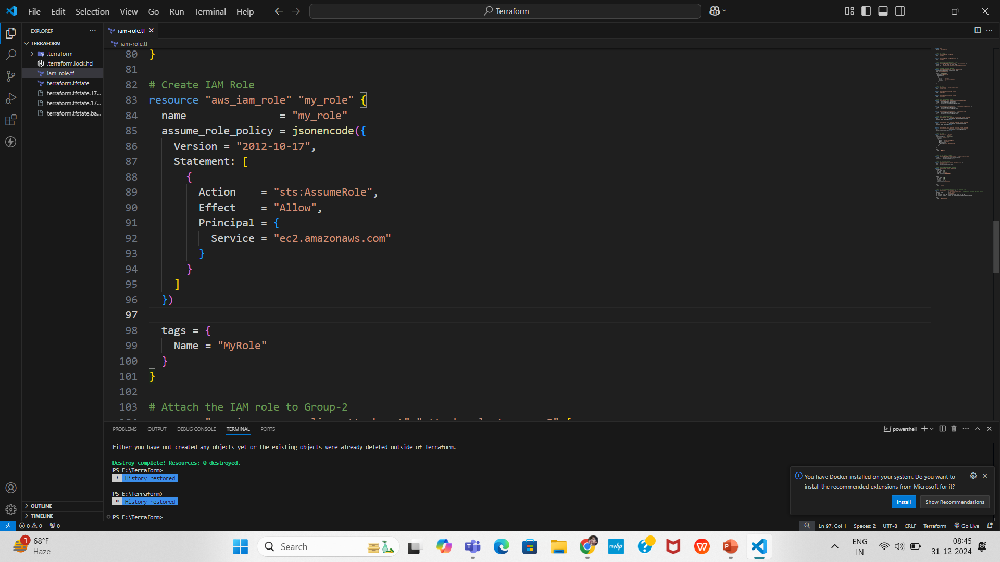 File Edit Selection View Go Run Terminal Help
Terraform
EXPLORER
TERRAFORM
.terraform
.terraform.lock.hcl
iam-role.tf
terraform.tfstate
terraform.tfstate.17...
terraform.tfstate.17...
terraform.tfstate.ba...
OUTLINE
TIMELINE
iam-role.tf
iam-role.tf
80 }
81
82 # Create IAM Role
83 resource "aws_iam_role" "my_role" {
84 name = "my_role"
85 assume_role_policy = jsonencode({
86 Version = "2012-10-17",
87 Statement: [
88 {
89 Action = "sts:AssumeRole",
90 Effect = "Allow",
91 Principal = {
92 Service = "ec2.amazonaws.com"
93 }
94 }
95 ]
96 })
97
98 tags = {
99 Name = "MyRole"
100 }
101 }
102
103 # Attach the IAM role to Group-2
PROBLEMS OUTPUT DEBUG CONSOLE TERMINAL PORTS
powershell
Either you have not created any objects yet or the existing objects were already deleted outside of Terraform.
Destroy complete! Resources: 0 destroyed.
PS E:\Terraform>
* History restored
PS E:\Terraform>
* History restored
PS E:\Terraform>
You have Docker installed on your system. Do you want to
install the recommended extensions from Microsoft for it?
Install Show Recommendations
0 0 0
Ln 97, Col 1 Spaces: 2 UTF-8 CRLF Terraform Go Live
1 68°F
Haze
Search
myhp
ENG
IN
08:45
31-12-2024